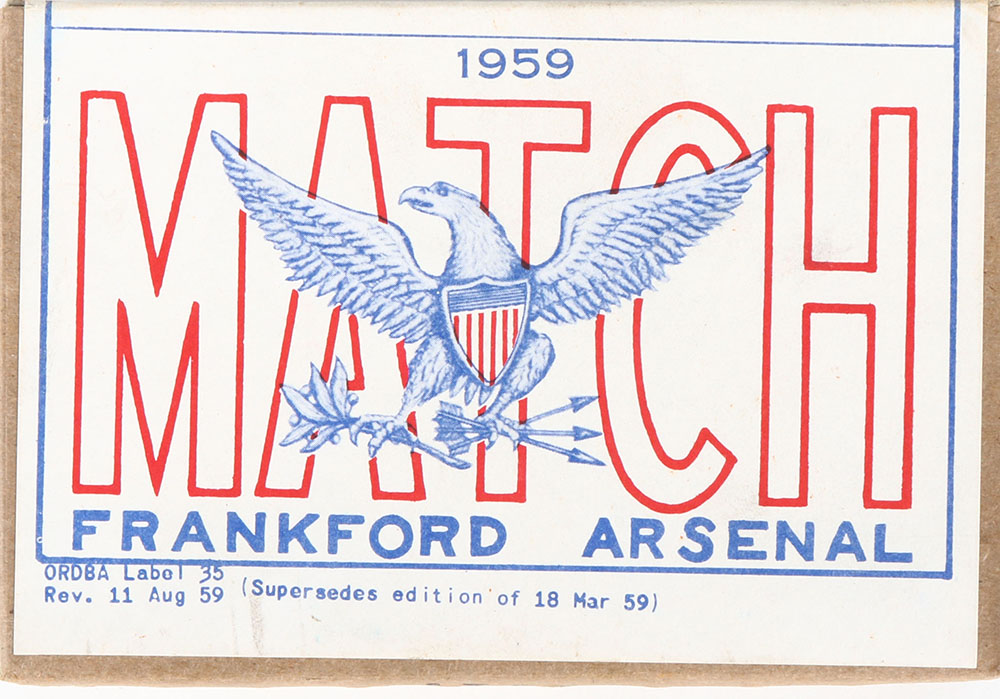 1959
MATCH
FRANKFORD ARSENAL
ORDBA Label 35
Rev. 11 Aug 59 (Supersedes edition of 18 Mar 59)